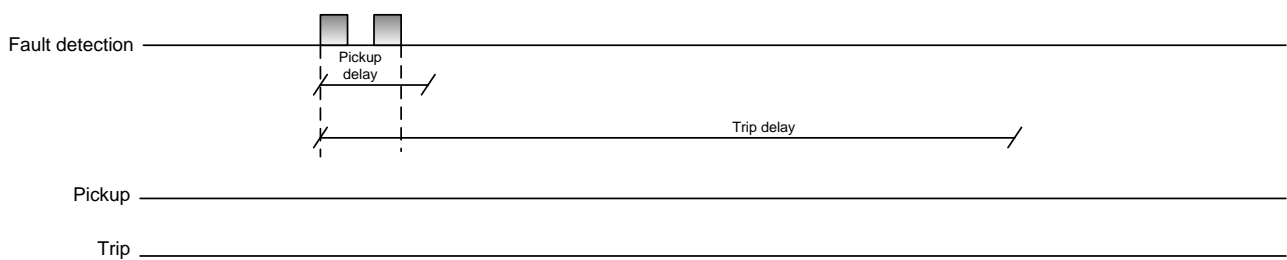 Fault detection
Pickup
delay
Trip delay
Pickup
Trip